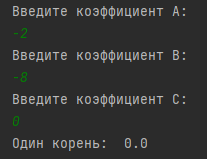 Введите коэффициент A:
-2
Введите коэффициент B:
-8
Введите коэффициент C:
0
Один корень:  0.0